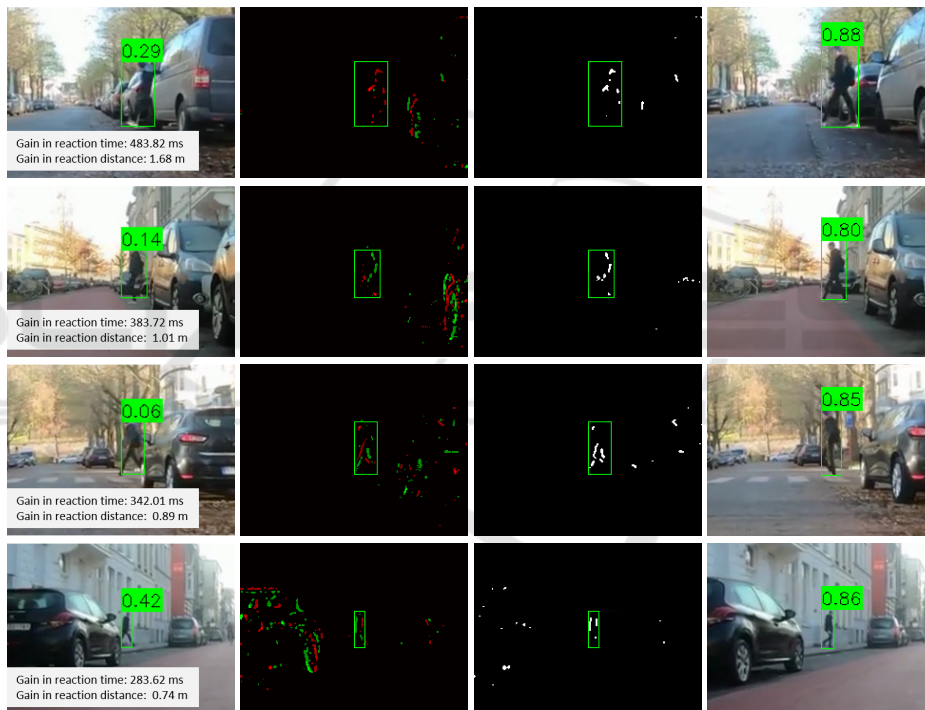 0.29
0.88
Gain in reaction time: 483.82 ms
Gain in reaction distance: 1.68 m
0.14
0.80
Gain in reaction time: 383.72 ms
Gain in reaction distance: 1.01 m
0.06
0.85
Gain in reaction time: 342.01 ms
Gain in reaction distance: 0.89 m
0.42
0.86
Gain in reaction time: 283.62 ms
Gain in reaction distance: 0.74 m